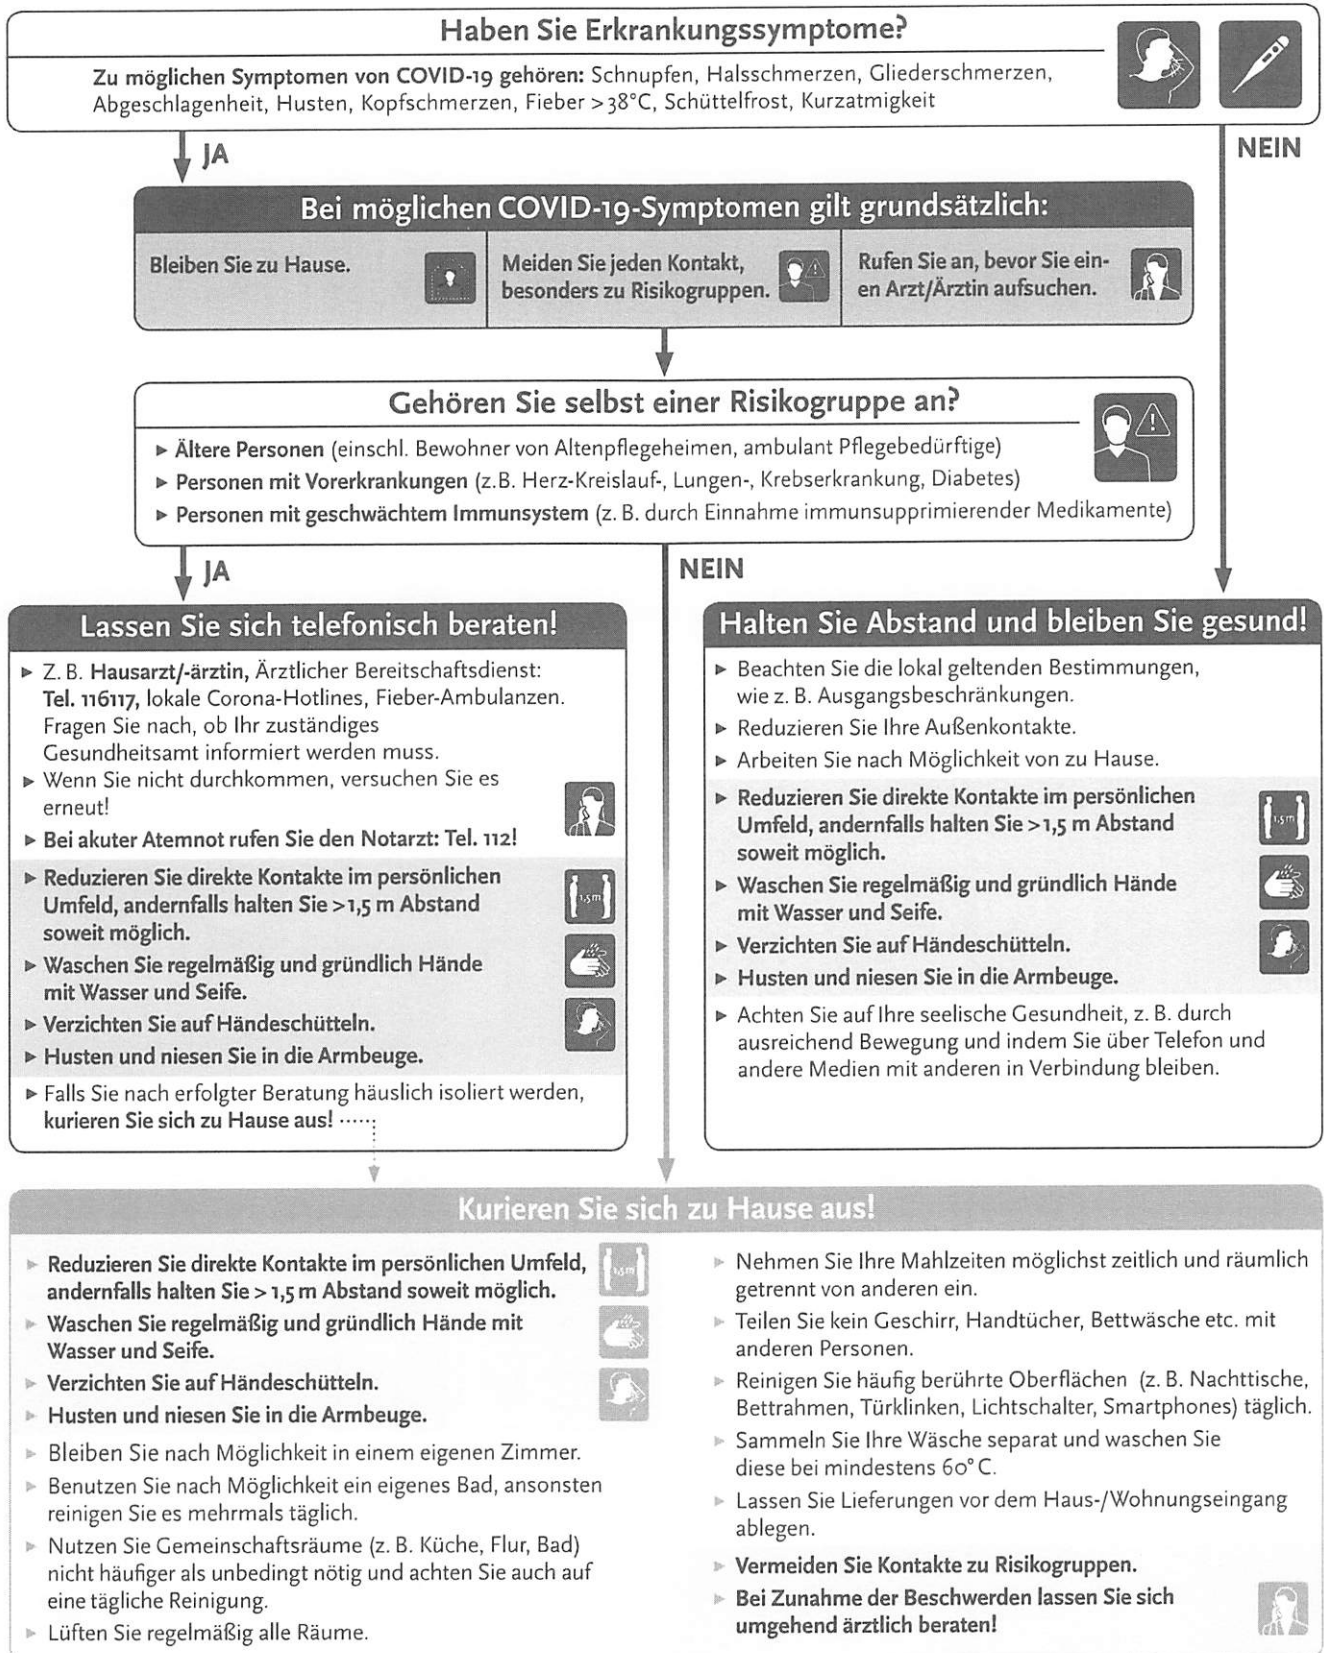 Haben Sie Erkrankungssymptome?
Zu möglichen Symptomen von COVID-19 gehören: Schnupfen, Halsschmerzen, Gliederschmerzen,
Abgeschlagenheit, Husten, Kopfschmerzen, Fieber >38°C, Schüttelfrost, Kurzatmigkeit
JA
NEIN
Bei möglichen COVID-19-Symptomen gilt grundsätzlich:
Bleiben Sie zu Hause.
Meiden Sie jeden Kontakt,
besonders zu Risikogruppen.
Rufen Sie an, bevor Sie ein-
en Arzt/Ärztin aufsuchen.
Gehören Sie selbst einer Risikogruppe an?
▸ Ältere Personen (einschl. Bewohner von Altenpflegeheimen, ambulant Pflegebedürftige)
▸ Personen mit Vorerkrankungen (z.B. Herz-Kreislauf-, Lungen-, Krebserkrankung, Diabetes)
▸ Personen mit geschwächtem Immunsystem (z. B. durch Einnahme immunsupprimierender Medikamente)
JA
NEIN
Lassen Sie sich telefonisch beraten!
▸ Z. B. Hausarzt/-ärztin, Ärztlicher Bereitschaftsdienst:
Tel. 116117, lokale Corona-Hotlines, Fieber-Ambulanzen.
Fragen Sie nach, ob Ihr zuständiges
Gesundheitsamt informiert werden muss.
▸ Wenn Sie nicht durchkommen, versuchen Sie es
erneut!
▸ Bei akuter Atemnot rufen Sie den Notarzt: Tel. 112!
▸ Reduzieren Sie direkte Kontakte im persönlichen
Umfeld, andernfalls halten Sie >1,5 m Abstand
soweit möglich.
1,5 m
▸ Waschen Sie regelmäßig und gründlich Hände
mit Wasser und Seife.
▸ Verzichten Sie auf Händeschütteln.
▸ Husten und niesen Sie in die Armbeuge.
▸ Falls Sie nach erfolgter Beratung häuslich isoliert werden,
kurieren Sie sich zu Hause aus! ······
Halten Sie Abstand und bleiben Sie gesund!
▸ Beachten Sie die lokal geltenden Bestimmungen,
wie z. B. Ausgangsbeschränkungen.
▸ Reduzieren Sie Ihre Außenkontakte.
▸ Arbeiten Sie nach Möglichkeit von zu Hause.
▸ Reduzieren Sie direkte Kontakte im persönlichen
Umfeld, andernfalls halten Sie >1,5 m Abstand
soweit möglich.
1,5 m
▸ Waschen Sie regelmäßig und gründlich Hände
mit Wasser und Seife.
▸ Verzichten Sie auf Händeschütteln.
▸ Husten und niesen Sie in die Armbeuge.
▸ Achten Sie auf Ihre seelische Gesundheit, z. B. durch
ausreichend Bewegung und indem Sie über Telefon und
andere Medien mit anderen in Verbindung bleiben.
Kurieren Sie sich zu Hause aus!
▸ Reduzieren Sie direkte Kontakte im persönlichen Umfeld,
andernfalls halten Sie > 1,5 m Abstand soweit möglich.
1,5 m
▸ Waschen Sie regelmäßig und gründlich Hände mit
Wasser und Seife.
▸ Verzichten Sie auf Händeschütteln.
▸ Husten und niesen Sie in die Armbeuge.
▸ Bleiben Sie nach Möglichkeit in einem eigenen Zimmer.
▸ Benutzen Sie nach Möglichkeit ein eigenes Bad, ansonsten
reinigen Sie es mehrmals täglich.
▸ Nutzen Sie Gemeinschaftsräume (z. B. Küche, Flur, Bad)
nicht häufiger als unbedingt nötig und achten Sie auch auf
eine tägliche Reinigung.
▸ Lüften Sie regelmäßig alle Räume.
▸ Nehmen Sie Ihre Mahlzeiten möglichst zeitlich und räumlich
getrennt von anderen ein.
▸ Teilen Sie kein Geschirr, Handtücher, Bettwäsche etc. mit
anderen Personen.
▸ Reinigen Sie häufig berührte Oberflächen (z. B. Nachttische,
Bettrahmen, Türklinken, Lichtschalter, Smartphones) täglich.
▸ Sammeln Sie Ihre Wäsche separat und waschen Sie
diese bei mindestens 60° C.
▸ Lassen Sie Lieferungen vor dem Haus-/Wohnungseingang
ablegen.
▸ Vermeiden Sie Kontakte zu Risikogruppen.
▸ Bei Zunahme der Beschwerden lassen Sie sich
umgehend ärztlich beraten!